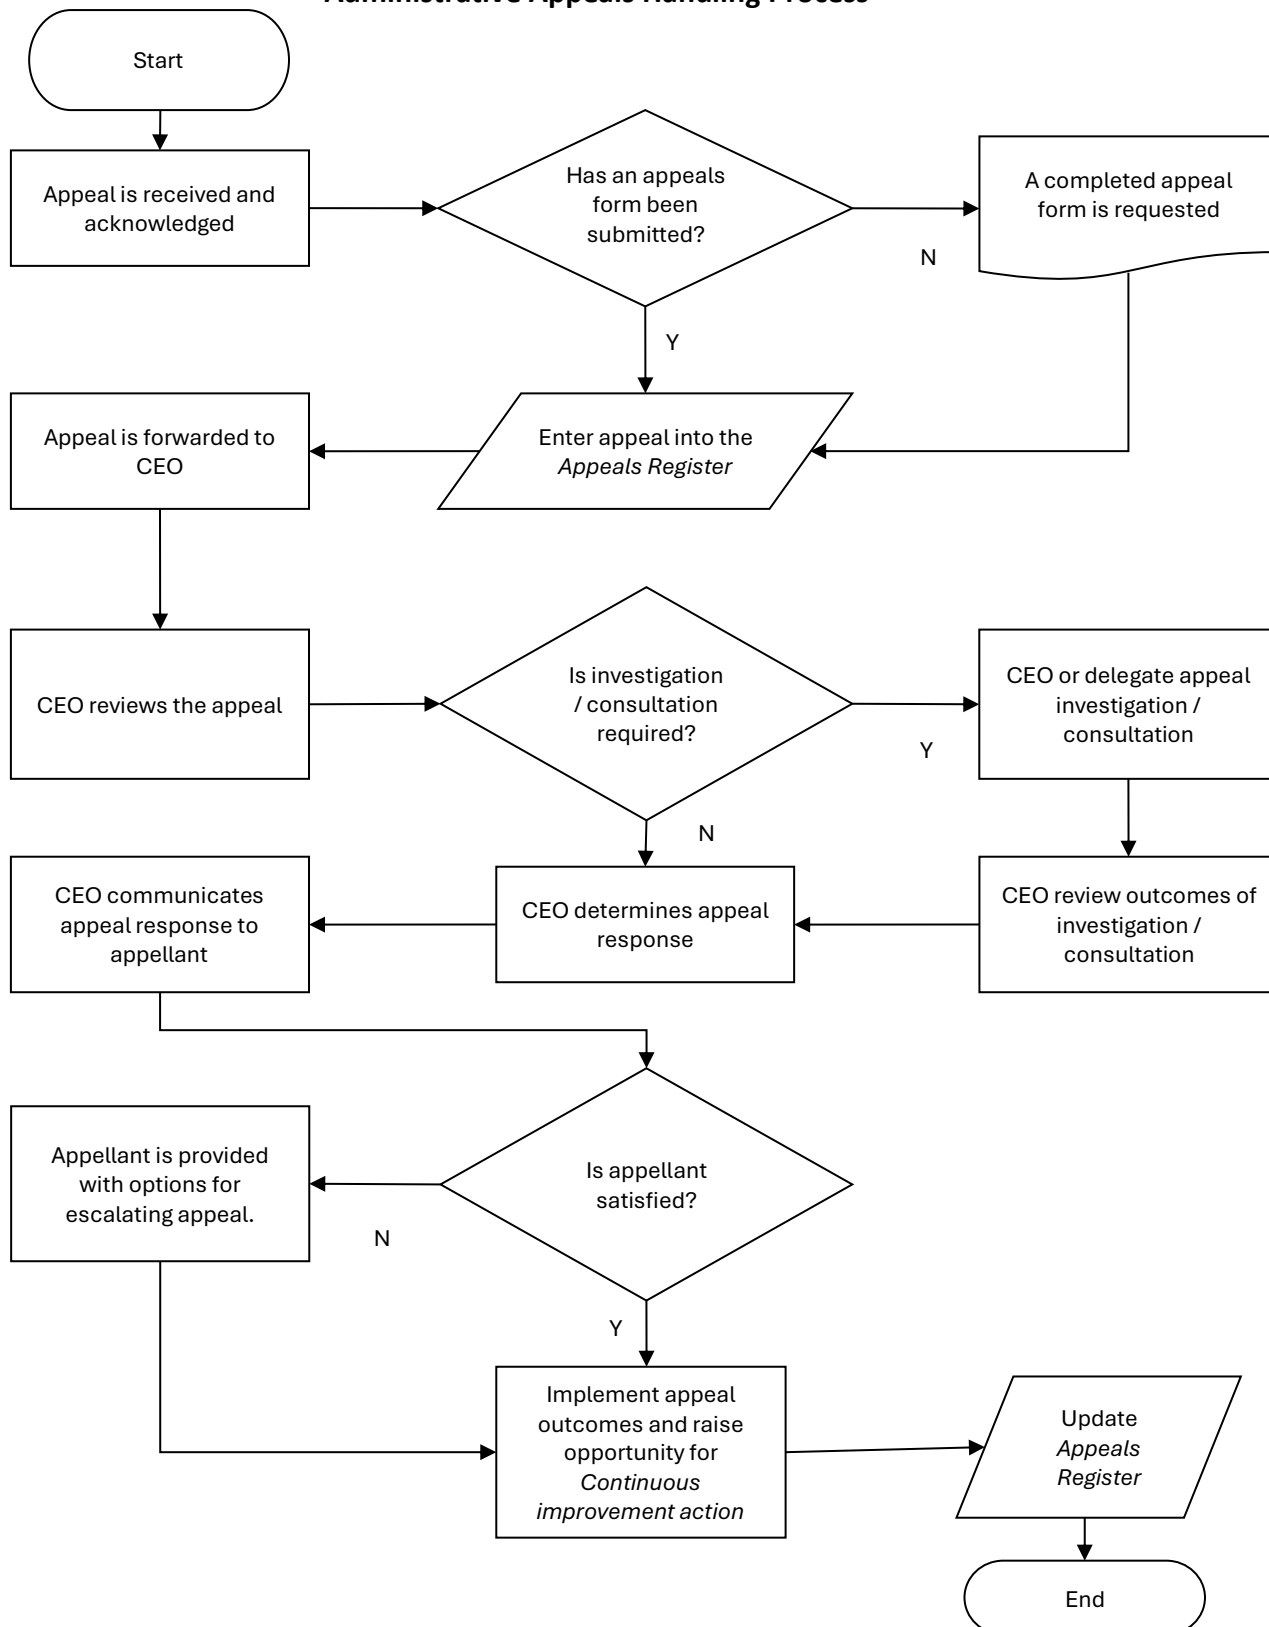 Administrative Appeals Handling Process
Start
Appeal is received and
acknowledged
Has an appeals
form been
submitted?
N
A completed appeal
form is requested
Y
Appeal is forwarded to
CEO
Enter appeal into the
Appeals Register
CEO reviews the appeal
Is investigation
/ consultation
required?
Y
CEO or delegate appeal
investigation /
consultation
N
CEO communicates
appeal response to
appellant
CEO determines appeal
response
CEO review outcomes of
investigation /
consultation
Appellant is provided
with options for
escalating appeal.
N
Is appellant
satisfied?
Y
Implement appeal
outcomes and raise
opportunity for
Continuous
improvement action
Update
Appeals
Register
End